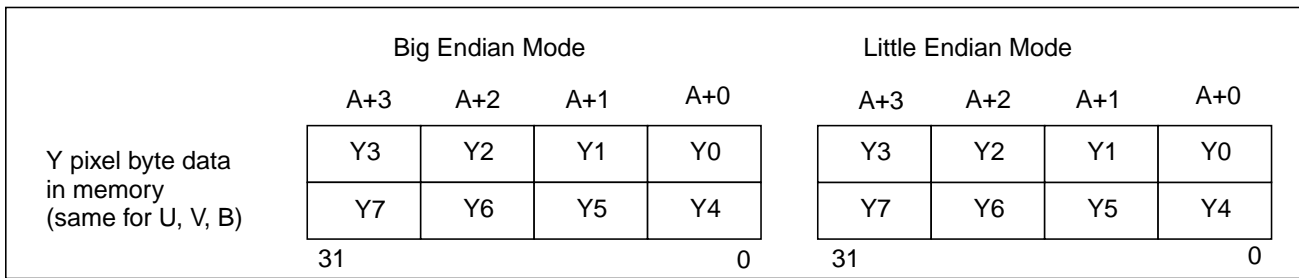 Big Endian Mode Little Endian Mode
A+3 A+2 A+1 A+0 A+3 A+2 A+1 A+0
Y pixel byte data
in memory
(same for U, V, B)
Y3 Y2 Y1 Y0 Y3 Y2 Y1 Y0
Y7 Y6 Y5 Y4 Y7 Y6 Y5 Y4
31 0 31 0